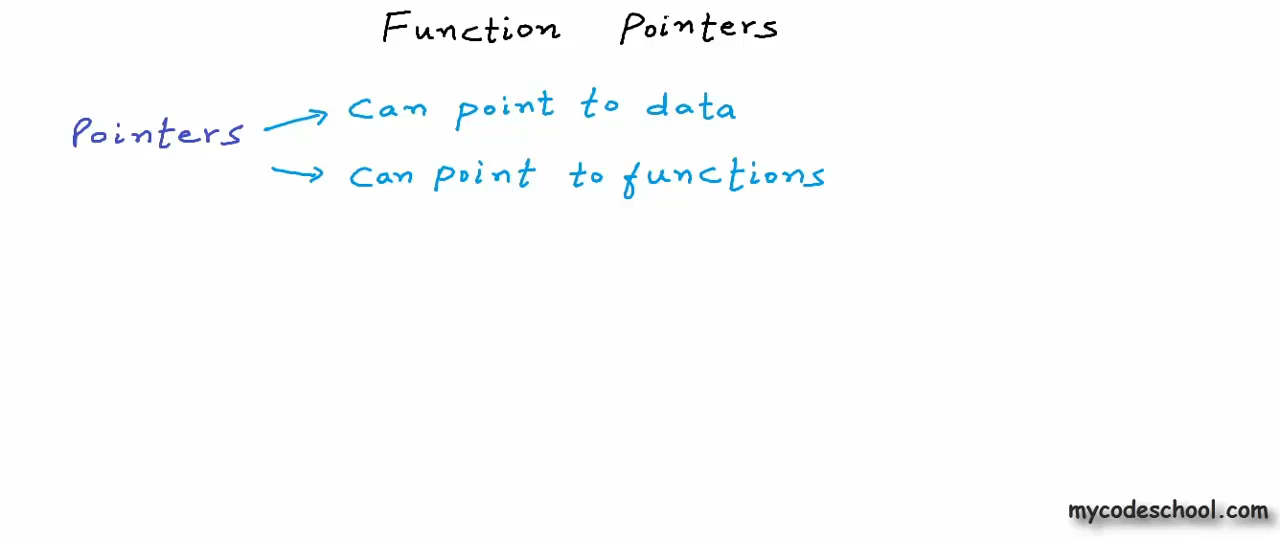 Function Pointers
Pointers
→ can point to data
→ can point to functions
mycodeschool.com